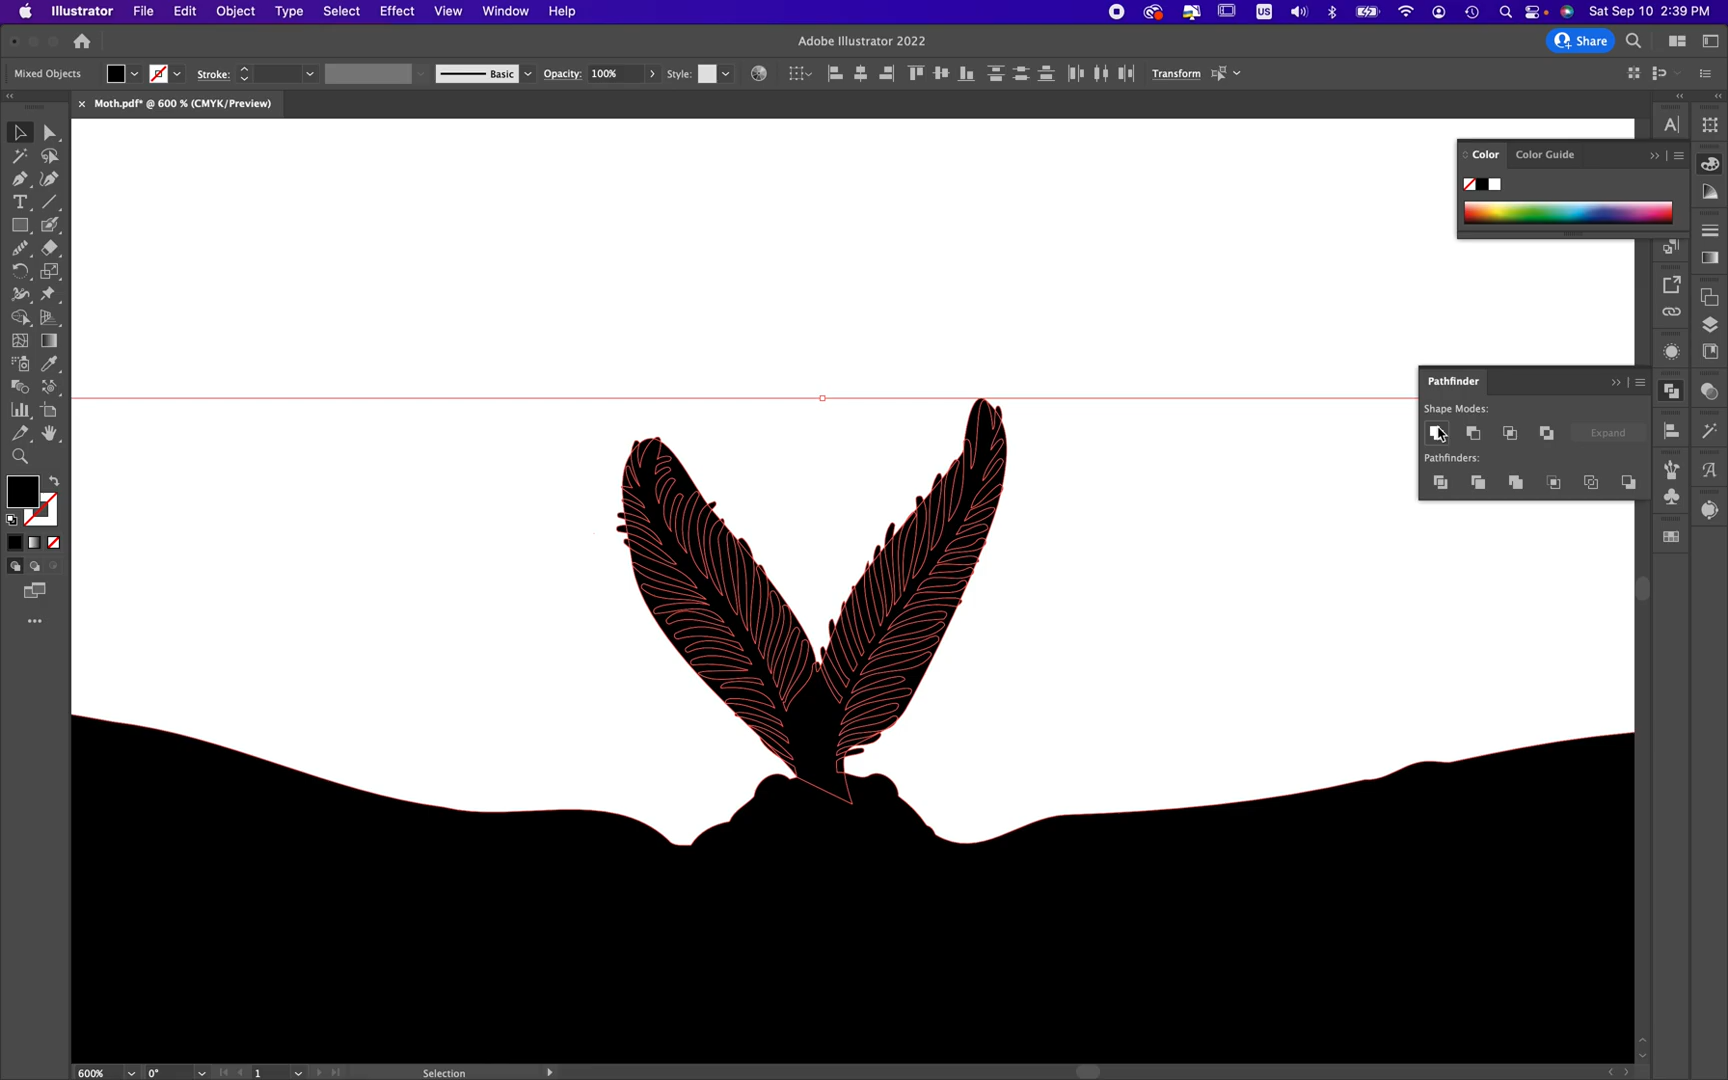 Illustrator File Edit Object Type Select Effect View Window Help US Sat Sep 10 2:39 PM
Adobe Illustrator 2022 Share
Mixed Objects Stroke: Basic Opacity: 100% Style: Transform
× Moth.pdf* @ 600 % (CMYK/Preview)
Color Color Guide
Pathfinder
Shape Modes:
Expand
Pathfinders:
600% 0° 1 Selection